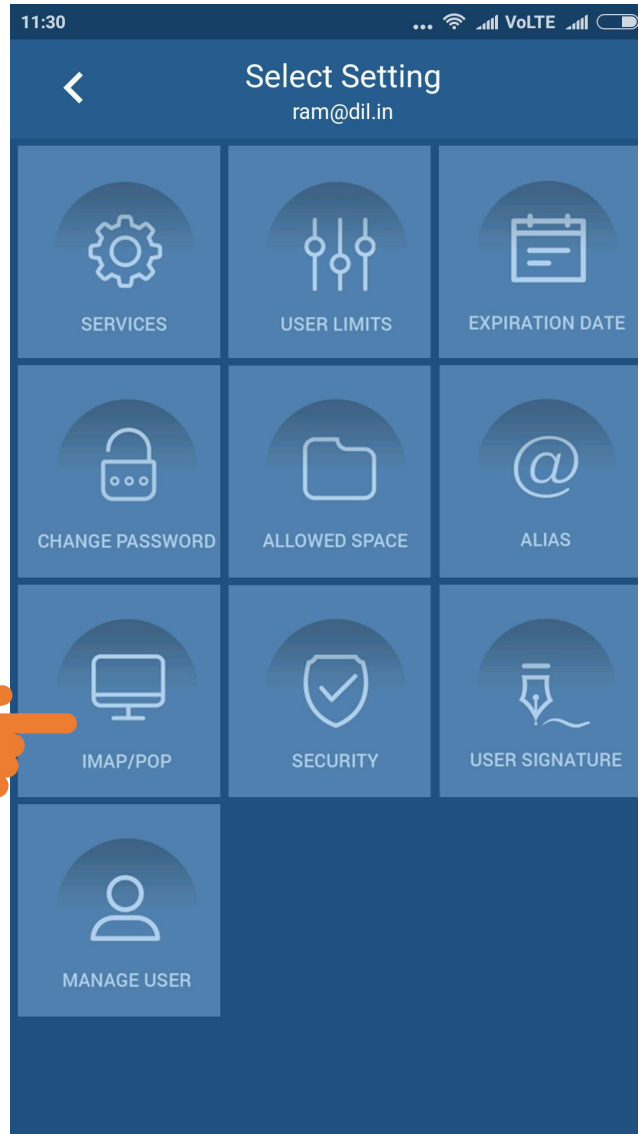 11:30 ... VoLTE
Select Setting
ram@dil.in
SERVICES USER LIMITS EXPIRATION DATE
CHANGE PASSWORD ALLOWED SPACE ALIAS
IMAP/POP SECURITY USER SIGNATURE
MANAGE USER